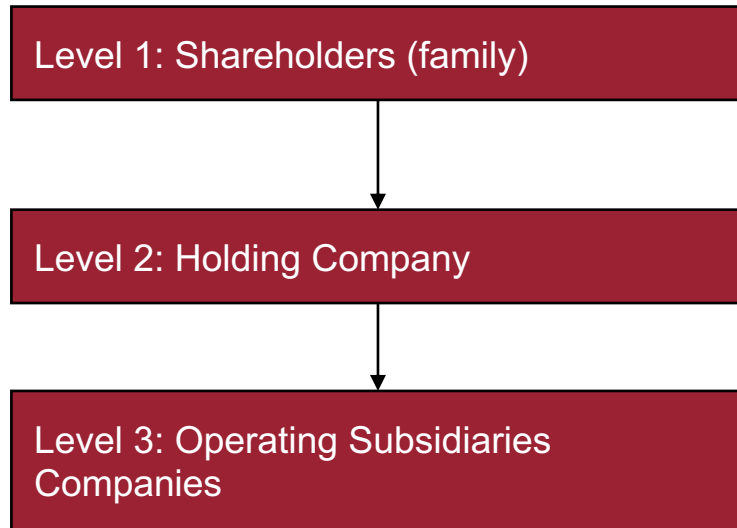 Level 1: Shareholders (family)
Level 2: Holding Company
Level 3: Operating Subsidiaries
Companies